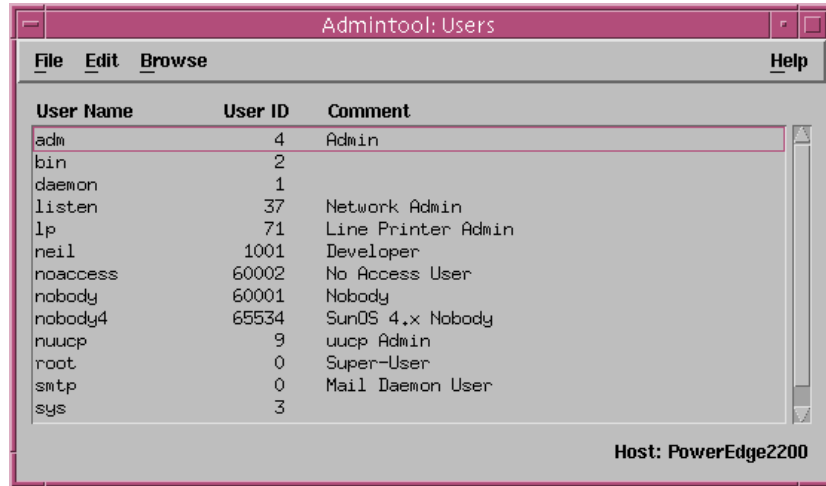 Admintool: Users
File Edit Browse Help
User Name User ID Comment
adm 4 Admin
bin 2
daemon 1
listen 37 Network Admin
lp 71 Line Printer Admin
neil 1001 Developer
noaccess 60002 No Access User
nobody 60001 Nobody
nobody4 65534 SunOS 4.x Nobody
nuucp 9 uucp Admin
root 0 Super-User
smtp 0 Mail Daemon User
sys 3
Host: PowerEdge2200